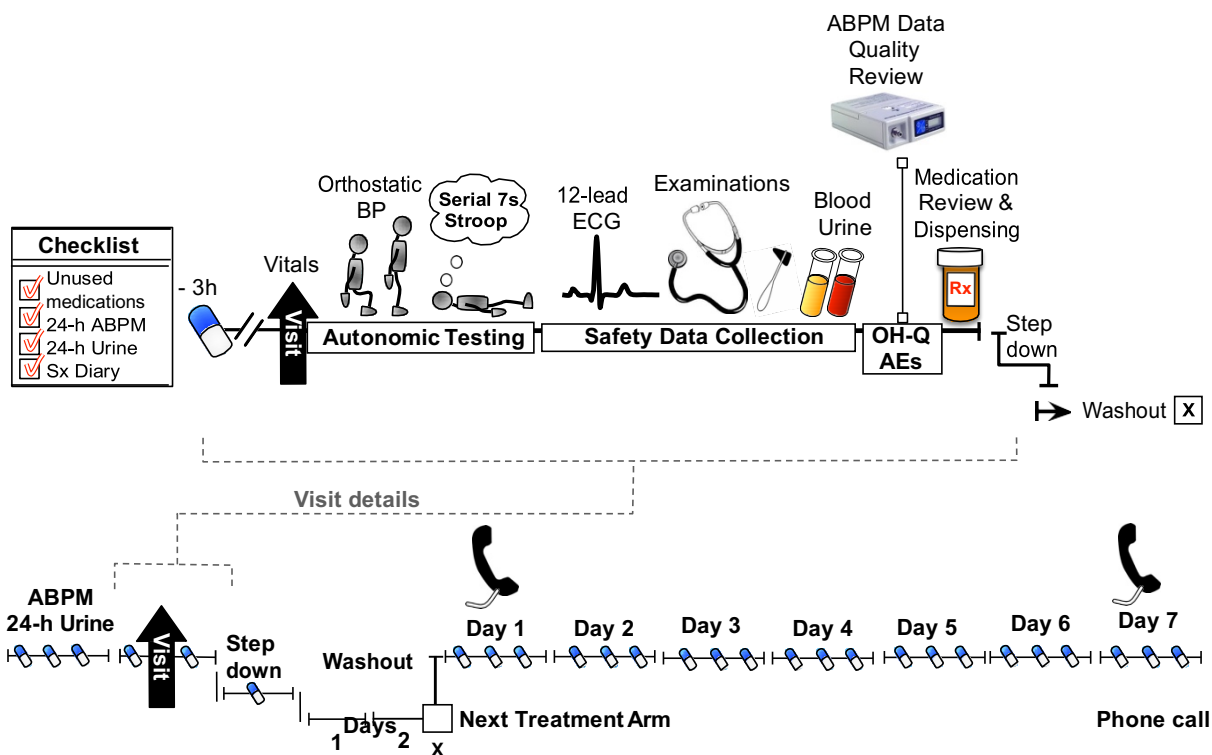 ABPM Data
Quality
Review
Orthostatic
BP
Serial 7s
Stroop
12-lead
ECG
Examinations
Blood
Urine
Medication
Review &
Dispensing
Rx
Checklist
Unused
medications
24-h ABPM
24-h Urine
Sx Diary
- 3h
Vitals
Visit
Autonomic Testing
Safety Data Collection
OH-Q
AEs
Step
down
Washout X
Visit details
ABPM
24-h Urine
Visit
Step
down
Washout
Day 1
Day 2
Day 3
Day 4
Day 5
Day 6
Day 7
Days
1
2
x
Next Treatment Arm
Phone call